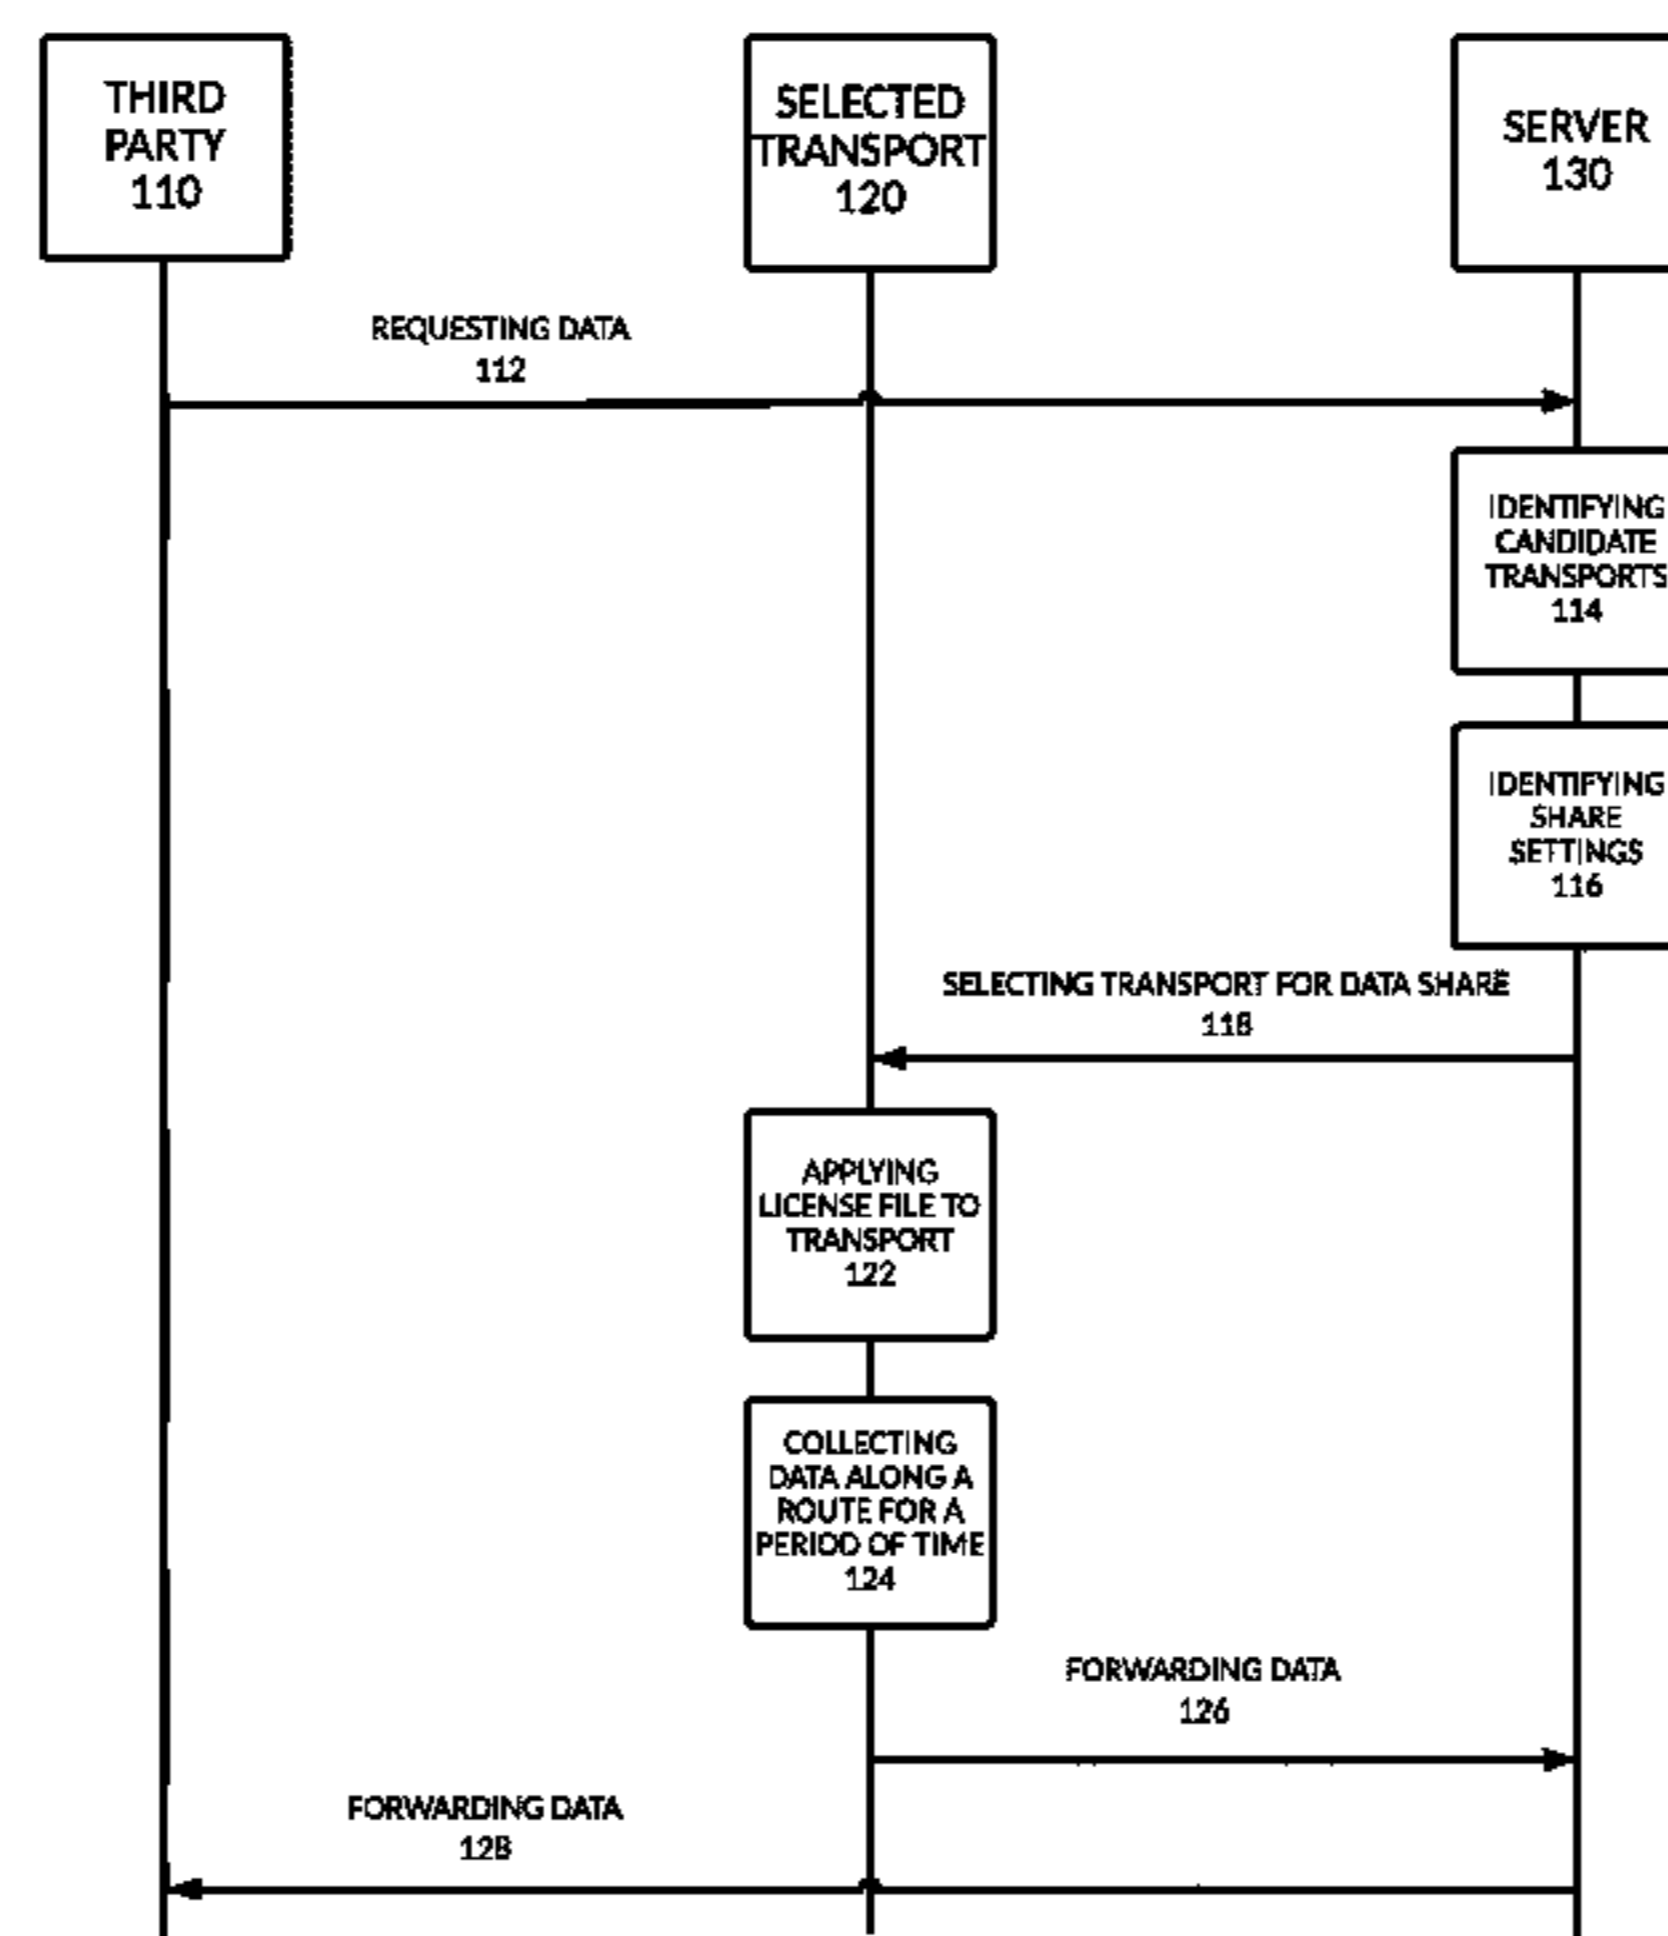 THIRD
PARTY
110
SELECTED
TRANSPORT
120
SERVER
130
REQUESTING DATA
112
IDENTIFYING
CANDIDATE
TRANSPORTS
114
IDENTIFYING
SHARE
SETTINGS
116
SELECTING TRANSPORT FOR DATA SHARE
118
APPLYING
LICENSE FILE TO
TRANSPORT
122
COLLECTING
DATA ALONG A
ROUTE FOR A
PERIOD OF TIME
124
FORWARDING DATA
126
FORWARDING DATA
128